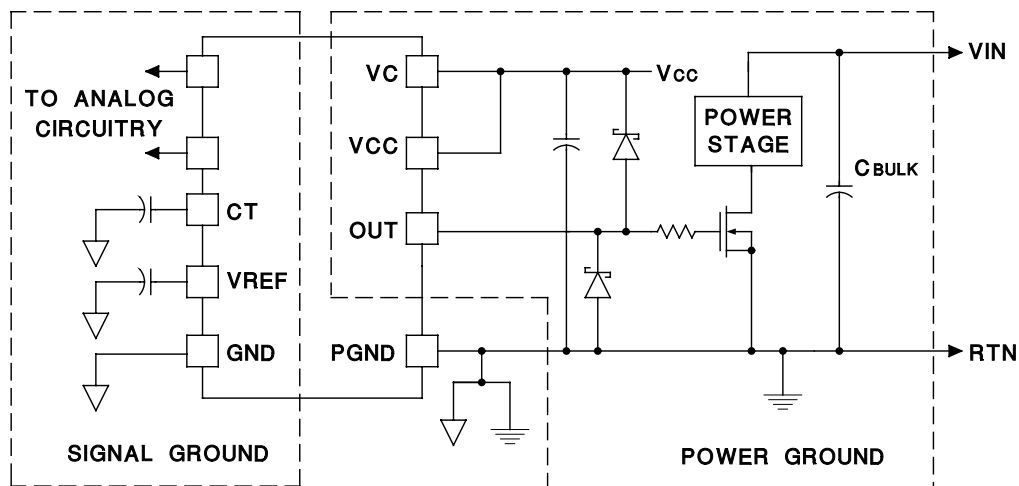 TO ANALOG
CIRCUITRY
CT
VREF
GND
SIGNAL GROUND
VC
VCC
OUT
PGND
VCC
POWER
STAGE
CBULK
VIN
RTN
POWER GROUND